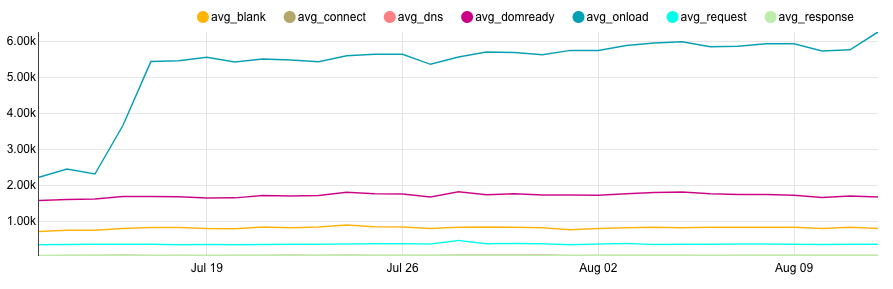 avg_blank avg_connect avg_dns avg_domready avg_onload avg_request avg_response
6.00k
5.00k
4.00k
3.00k
2.00k
1.00k
Jul 19 Jul 26 Aug 02 Aug 09